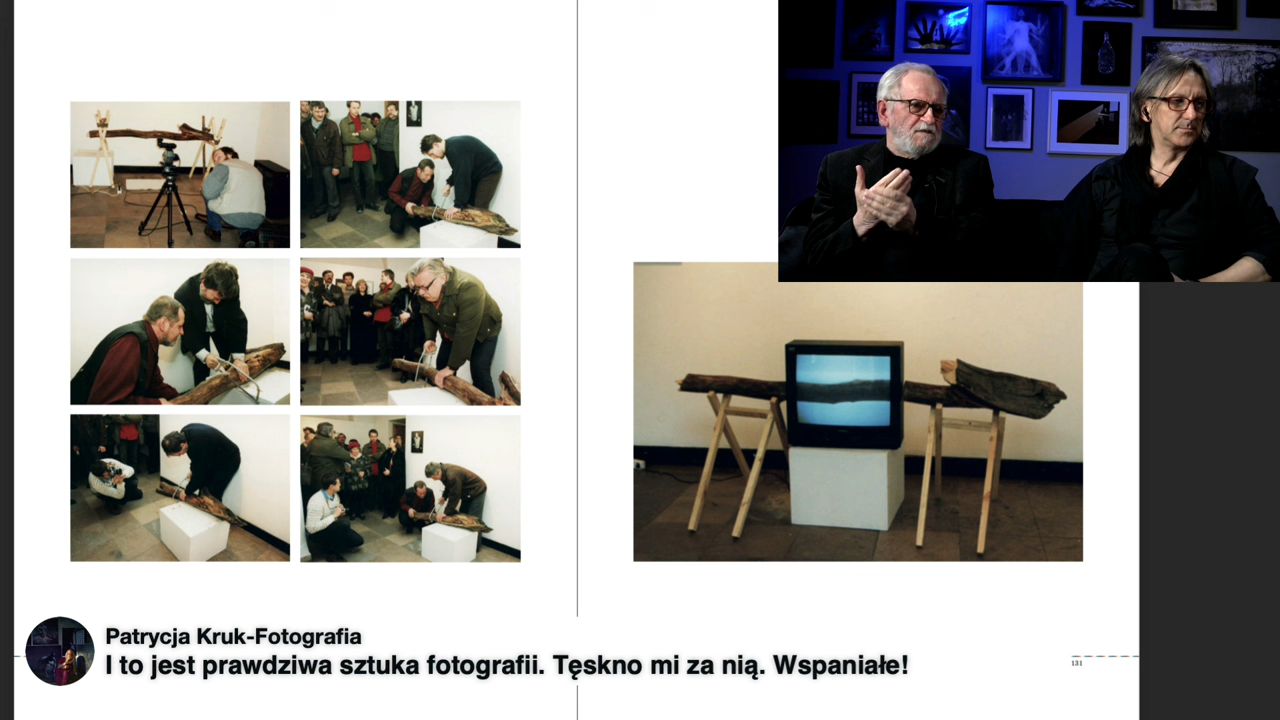 Patrycja Kruk-Fotografia
I to jest prawdziwa sztuka fotografii. Tęskno mi za nią. Wspaniałe!
131